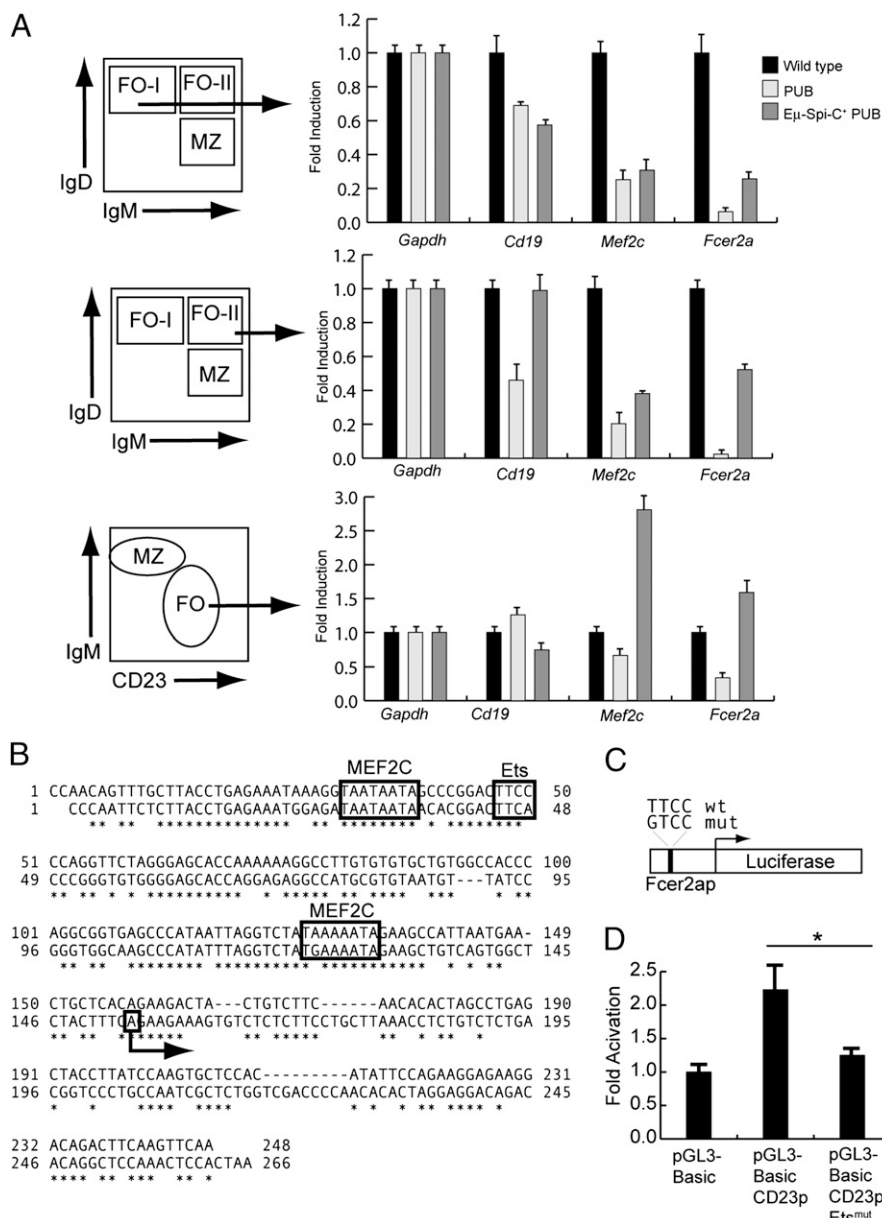 A
FO-I FO-II
MZ
IgD
IgM
Fold Induction
1.2
1.0
0.8
0.6
0.4
0.2
0.0
Gapdh Cd19 Mef2c Fcer2a
Wild type
PUB
Eμ-Spi-C⁺ PUB
FO-I FO-II
MZ
IgD
IgM
Fold Induction
1.2
1.0
0.8
0.6
0.4
0.2
0.0
Gapdh Cd19 Mef2c Fcer2a
MZ
FO
IgM
CD23
Fold Induction
3.0
2.5
2.0
1.5
1.0
0.5
0.0
Gapdh Cd19 Mef2c Fcer2a
B
MEF2C Ets
1 CCAACAGTTTGCTTACCTGAGAAATAAAGGTAATAATAGCCCGGACTTCC 50
1 CCCAATTCTCTTACCTGAGAAATGGAGATAATAATAACACGGACTTCA 48
** ** ************** ** ******** * *********
51 CCAGGTTCTAGGGAGCACCAAAAAAGGCCTTGTGTGTGCTGTGGCCACCC 100
49 CCCGGGTGTGGGGAGCACCAGGAGAGGCCATGCGTGTAATGT---TATCC 95
** ** * * ********** * ***** ** **** ** * **
MEF2C
101 AGGCGGTGAGCCCATAATTAGGTCTATAAAAATAGAAGCCATTAATGAA- 149
96 GGGTGGCAAGCCCATATTTAGGTCTATGAAAATAGAAGCTGTCAGTGGCT 145
** ** ******** ********** *********** * * **
150 CTGCTCACAGAAGACTA---CTGTCTTC------AACACACTAGCCTGAG 190
146 CTACTTTCAGAAGAAAGTGTCTCTCTTCCTGCTTAACCTCTGTCTCTGA 195
191 CTACCTTATCCAAGTGCTCCAC---------ATATTCCAGAAGGAGAAGG 231
196 CGGTCCCTGCCAATCGCTCTGGTCGACCCCAACACACTAGGAGGACAGAC 245
232 ACAGACTTCAAGTTCAA 248
246 ACAGGCTCCAAACTCCACTAA 266
**** ** *** ** *
C
TTCC wt
GTCC mut
Luciferase
Fcer2ap
D
*
Fold Acivation
2.5
2.0
1.5
1.0
0.5
0.0
pGL3-
Basic
pGL3-
Basic
CD23p
pGL3-
Basic
CD23p
Etsᵐᵘᵗ